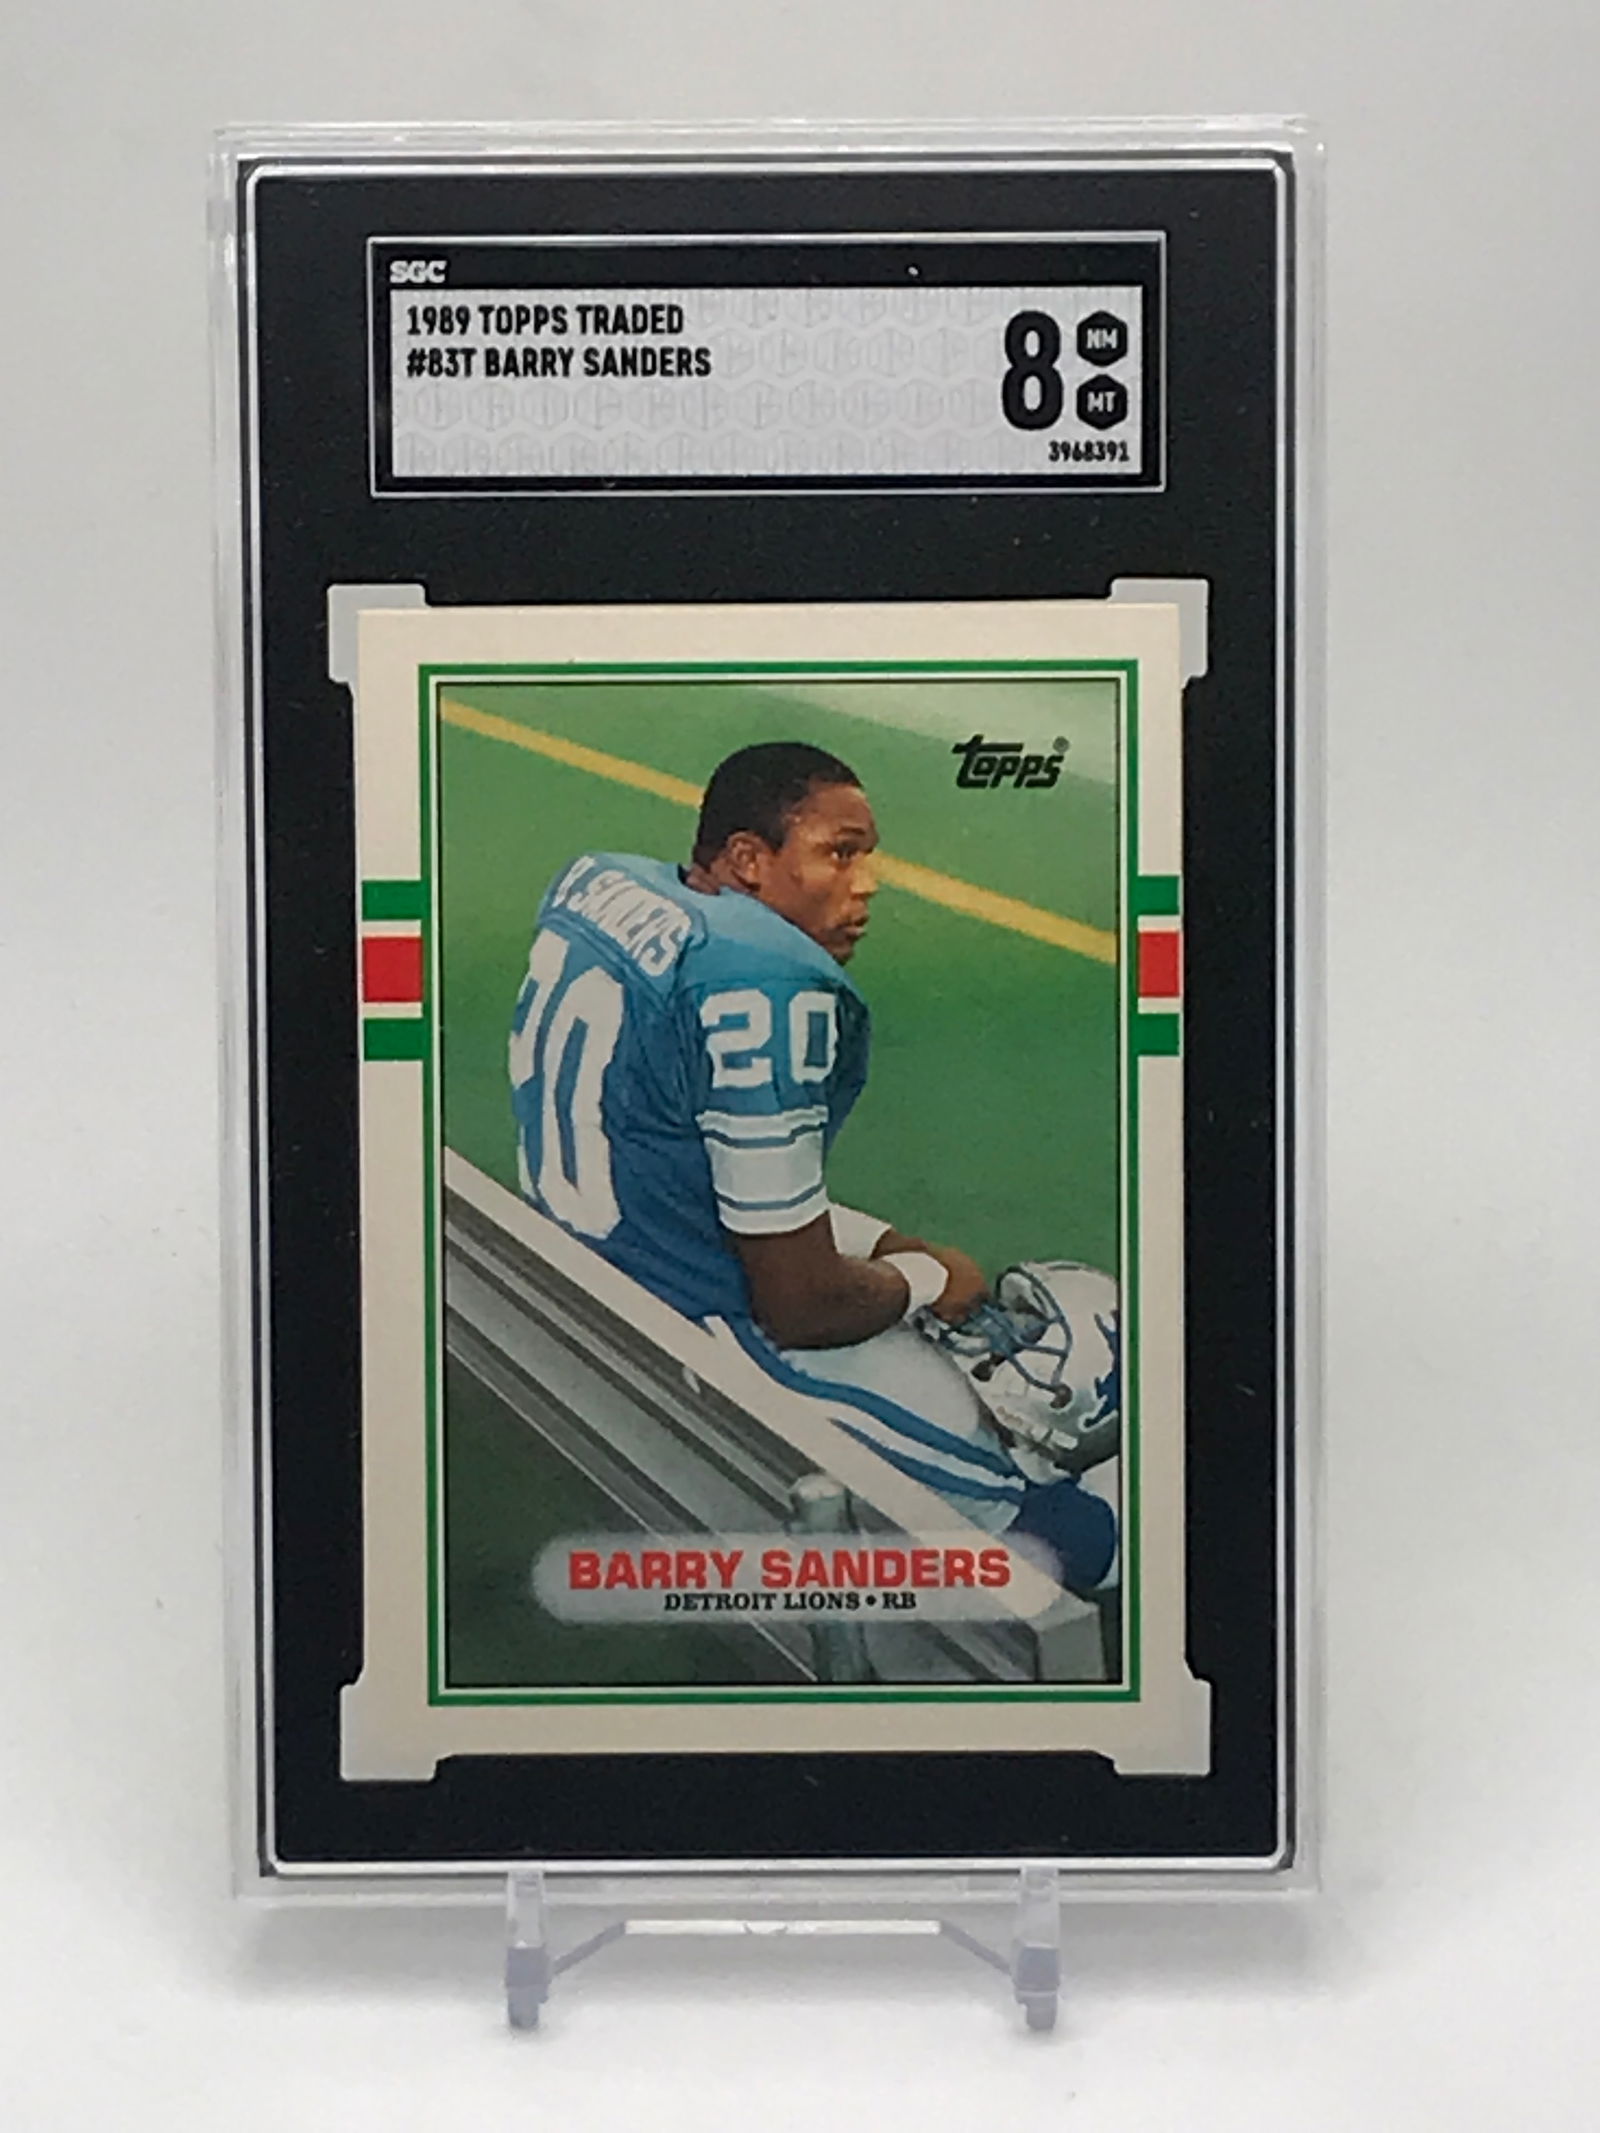 SGC
1989 TOPPS TRADED
#83T BARRY SANDERS
8 NM
MT
3968391
Topps®
B. SANDERS
20
20
BARRY SANDERS
DETROIT LIONS • RB